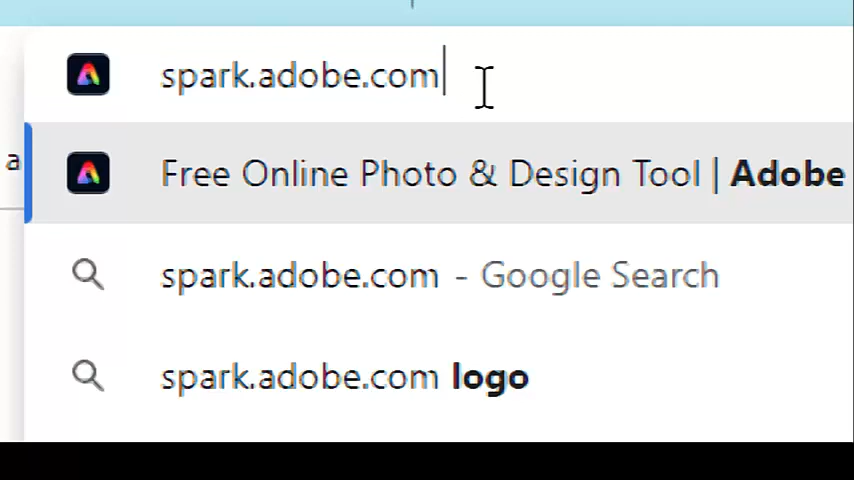 spark.adobe.com
a
Free Online Photo & Design Tool | Adobe
spark.adobe.com - Google Search
spark.adobe.com logo